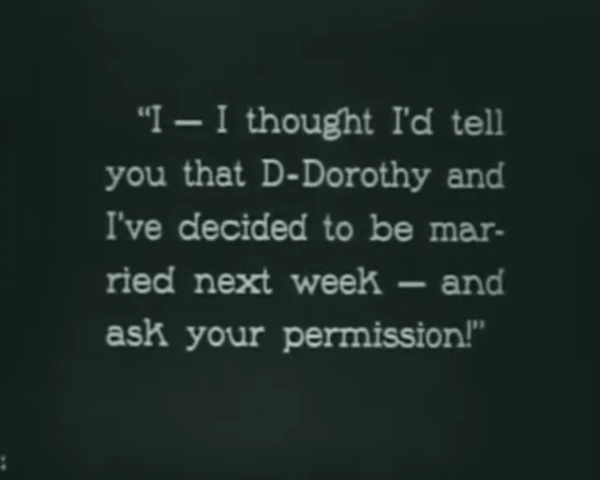 "I — I thought I'd tell
you that D-Dorothy and
I've decided to be mar-
ried next week — and
ask your permission!"
: